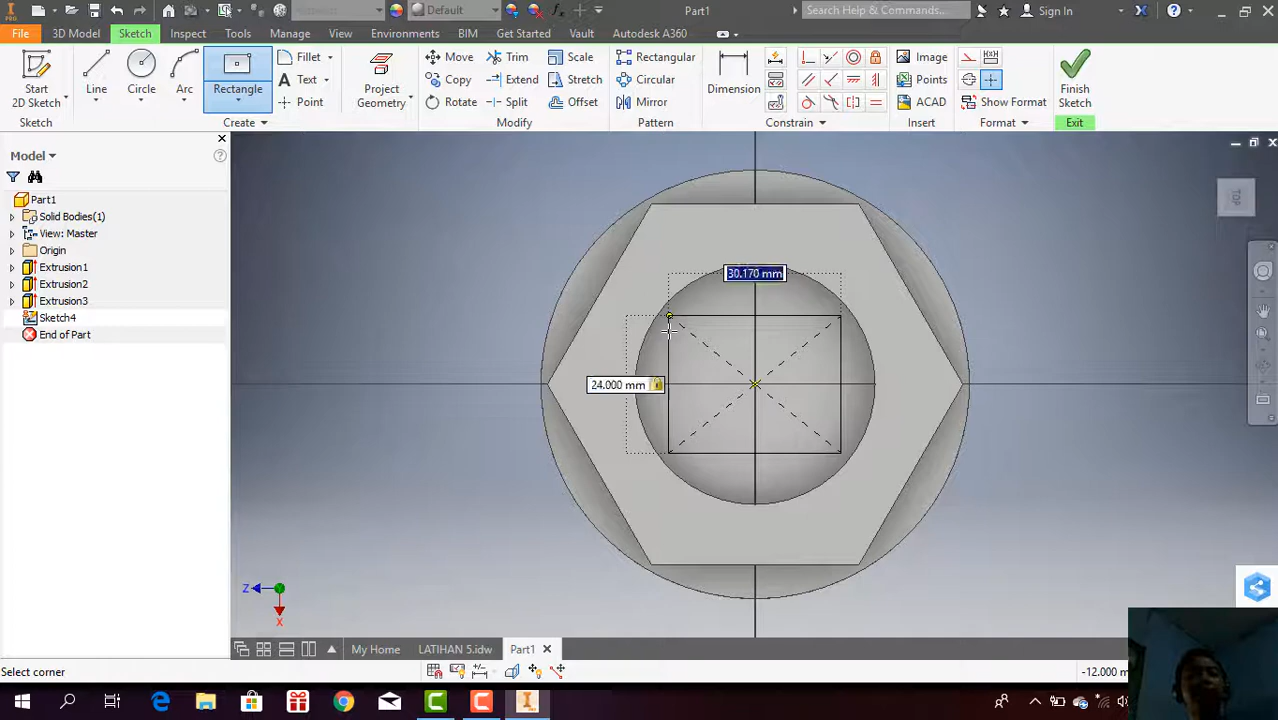 PRO
Default
Part1
Search Help & Commands...
Sign In
File
3D Model
Sketch
Inspect
Tools
Manage
View
Environments
BIM
Get Started
Vault
Autodesk A360
Start
2D Sketch
Line
Circle
Arc
Rectangle
Fillet
Text
Point
Project
Geometry
Move
Copy
Rotate
Trim
Extend
Split
Scale
Stretch
Offset
Rectangular
Circular
Mirror
Dimension
Image
Points
ACAD
Show Format
Finish
Sketch
Sketch
Create
Modify
Pattern
Constrain
Insert
Format
Exit
Model
Part1
Solid Bodies(1)
View: Master
Origin
Extrusion1
Extrusion2
Extrusion3
Sketch4
End of Part
30.170 mm
24.000 mm
TOP
Z
X
My Home
LATIHAN 5.idw
Part1
Select corner
-12.000 mm